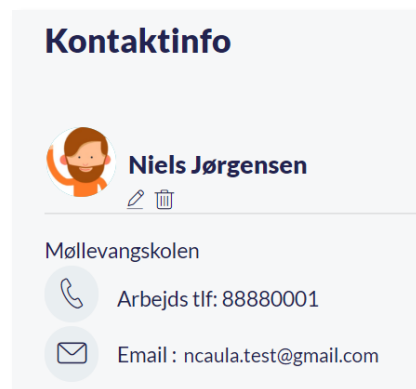 Kontaktinfo
Niels Jørgensen
Møllevangskolen
Arbejds tlf: 88880001
Email : ncaula.test@gmail.com